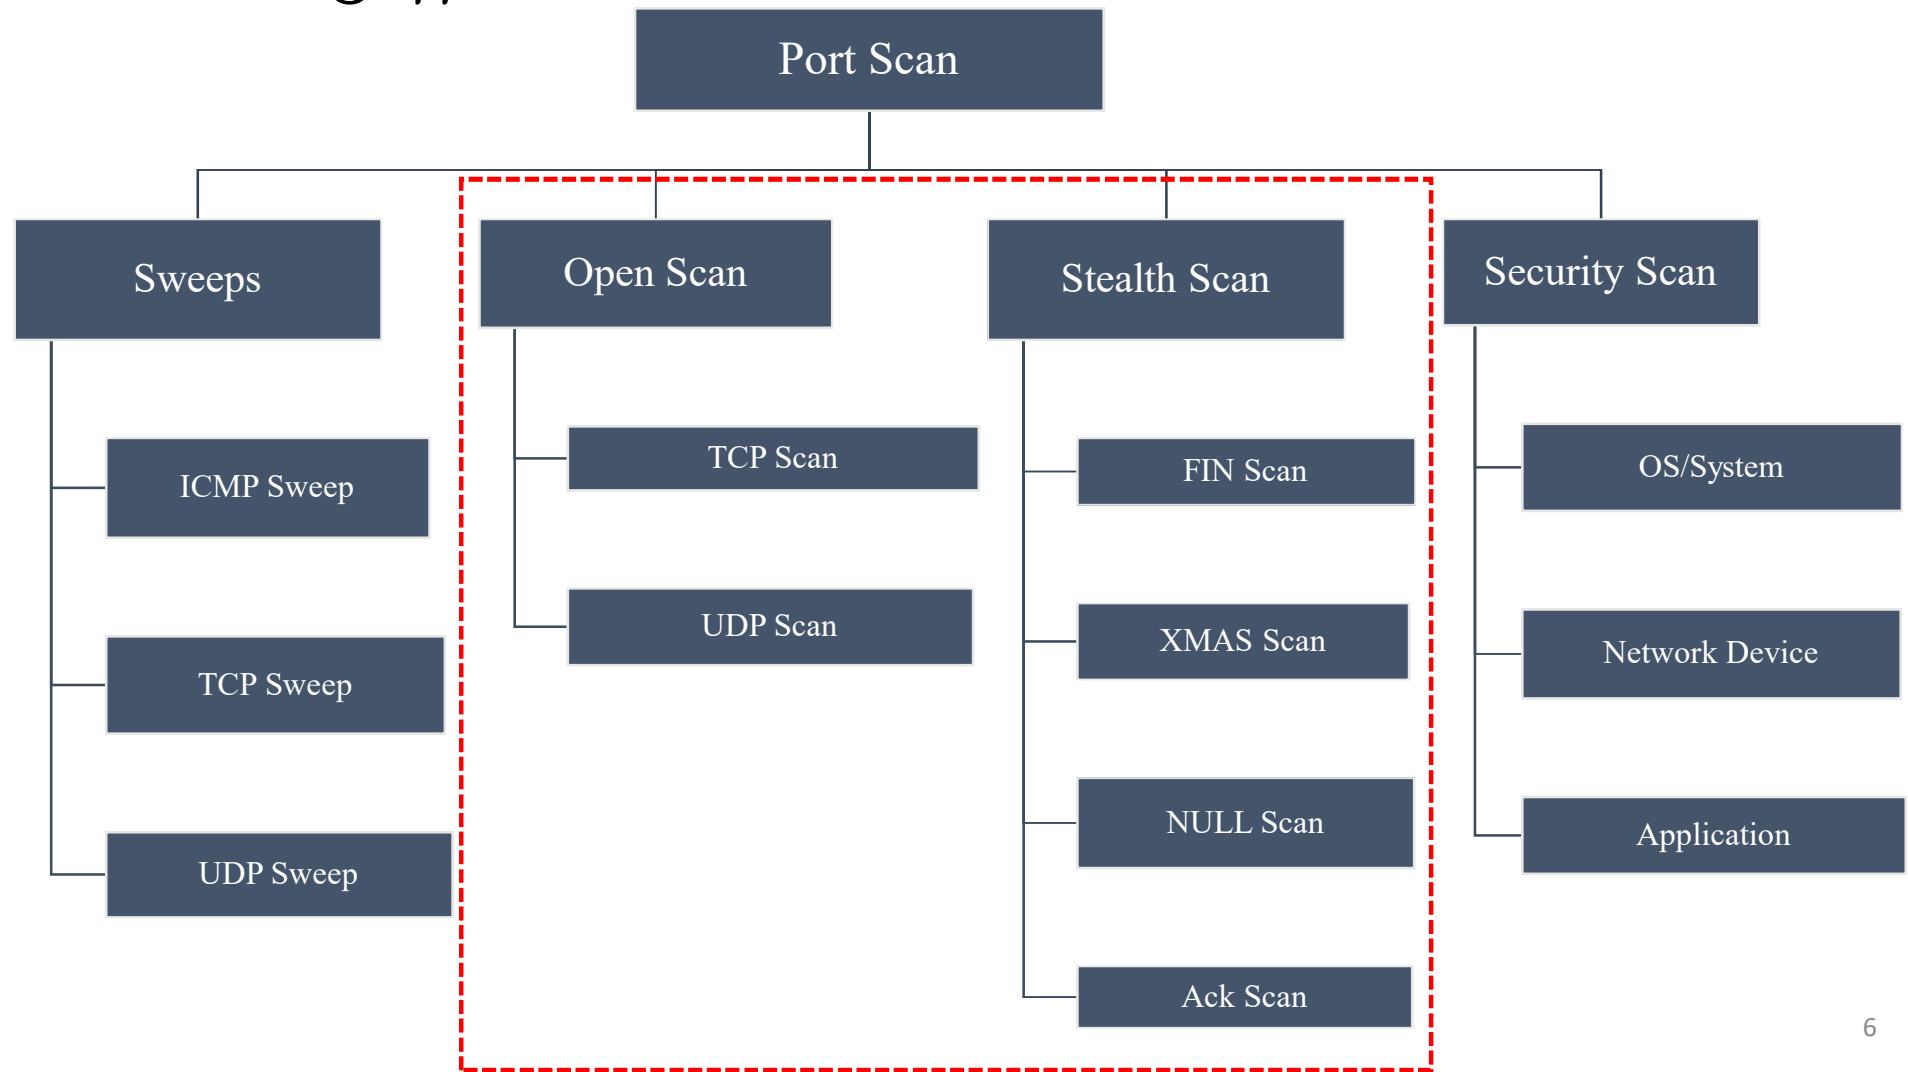 Port Scan
Sweeps
Open Scan
Stealth Scan
Security Scan
ICMP Sweep
TCP Sweep
UDP Sweep
TCP Scan
UDP Scan
FIN Scan
XMAS Scan
NULL Scan
Ack Scan
OS/System
Network Device
Application
6